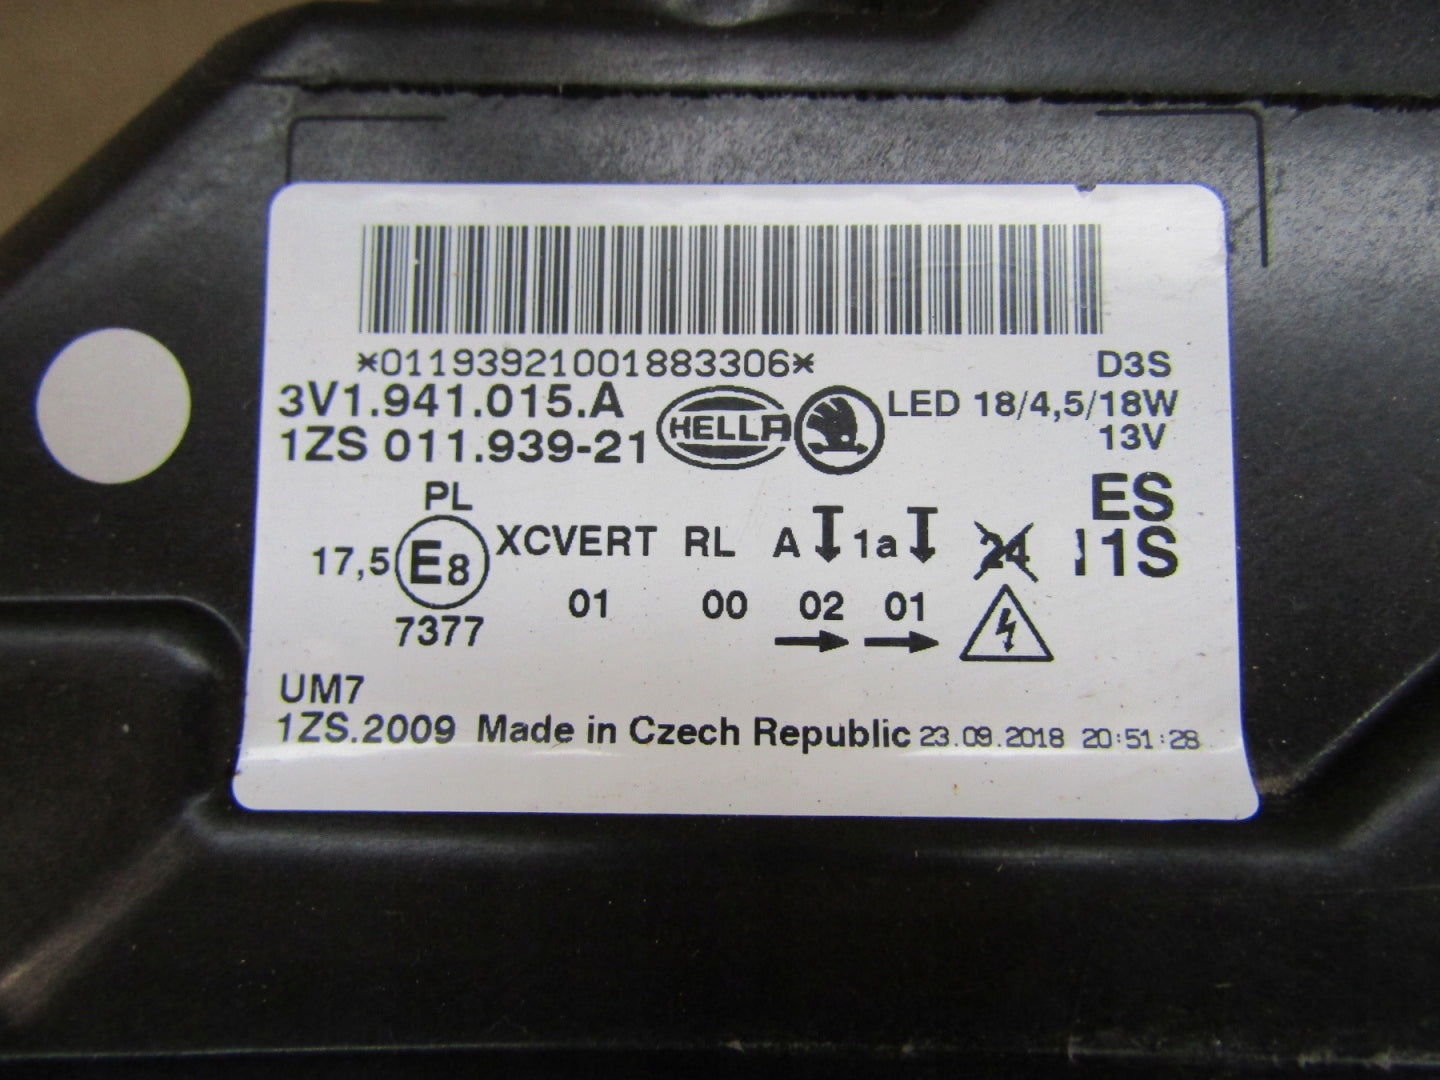 *01193921001883306* D3S
3V1.941.015.A HELLA LED 18/4,5/18W
1ZS 011.939-21 13V
PL ES
17,5 E8 XCVERT RL A 1a 24 11S
7377 01 00 02 01
UM7
1ZS.2009 Made in Czech Republic 23.09.2018 20:51:28